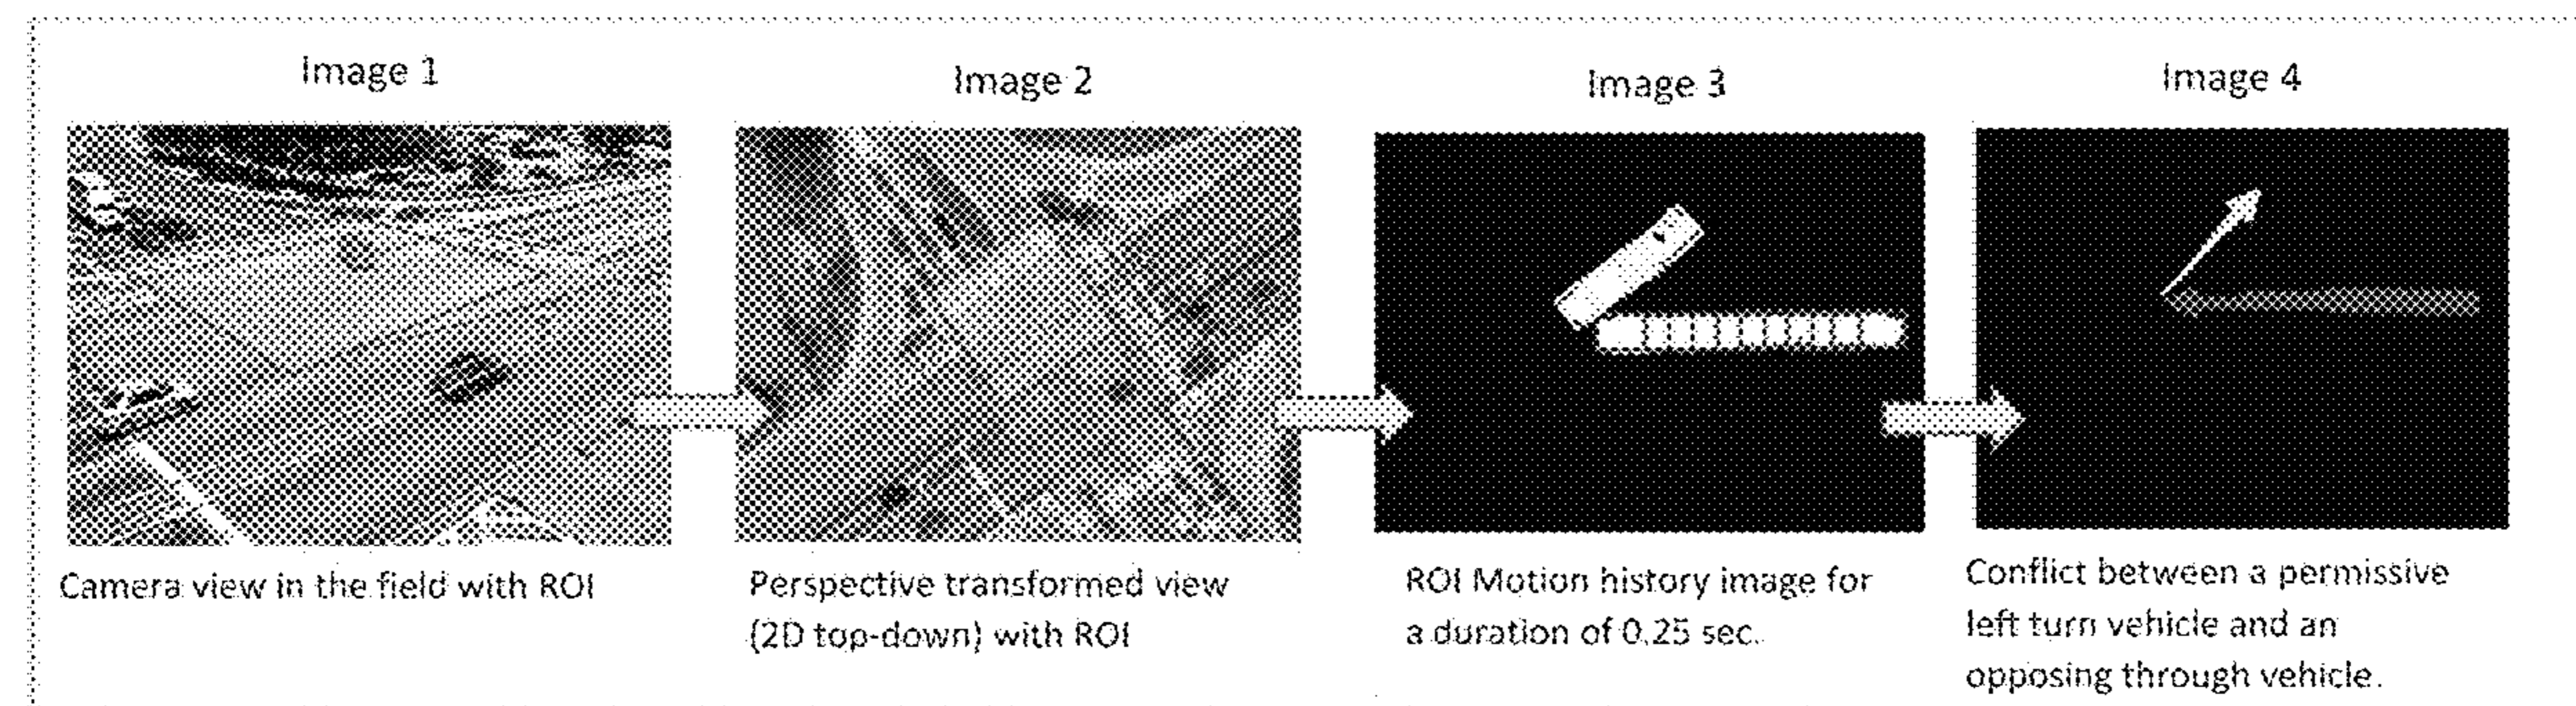 Image 1
Image 2
Image 3
Image 4
Camera view in the field with ROI
Perspective transformed view
(2D top-down) with ROI
ROI Motion history image for
a duration of 0.25 sec.
Conflict between a permissive
left turn vehicle and an
opposing through vehicle.